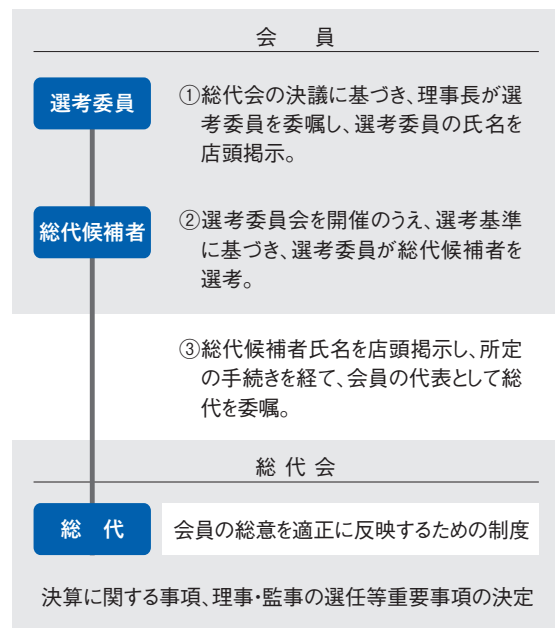 会　員
選考委員
①総代会の決議に基づき、理事長が選
考委員を委嘱し、選考委員の氏名を
店頭掲示。
総代候補者
②選考委員会を開催のうえ、選考基準
に基づき、選考委員が総代候補者を
選考。
③総代候補者氏名を店頭掲示し、所定
の手続きを経て、会員の代表として総
代を委嘱。
総代会
総　代
会員の総意を適正に反映するための制度
決算に関する事項、理事・監事の選任等重要事項の決定